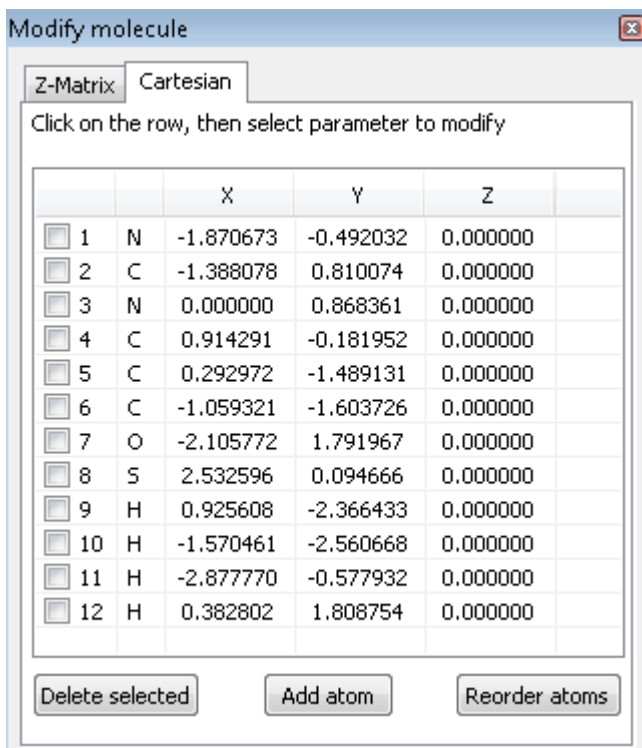 Modify molecule
Z-Matrix Cartesian
Click on the row, then select parameter to modify
X Y Z
1 N -1.870673 -0.492032 0.000000
2 C -1.388078 0.810074 0.000000
3 N 0.000000 0.868361 0.000000
4 C 0.914291 -0.181952 0.000000
5 C 0.292972 -1.489131 0.000000
6 C -1.059321 -1.603726 0.000000
7 O -2.105772 1.791967 0.000000
8 S 2.532596 0.094666 0.000000
9 H 0.925608 -2.366433 0.000000
10 H -1.570461 -2.560668 0.000000
11 H -2.877770 -0.577932 0.000000
12 H 0.382802 1.808754 0.000000
Delete selected Add atom Reorder atoms